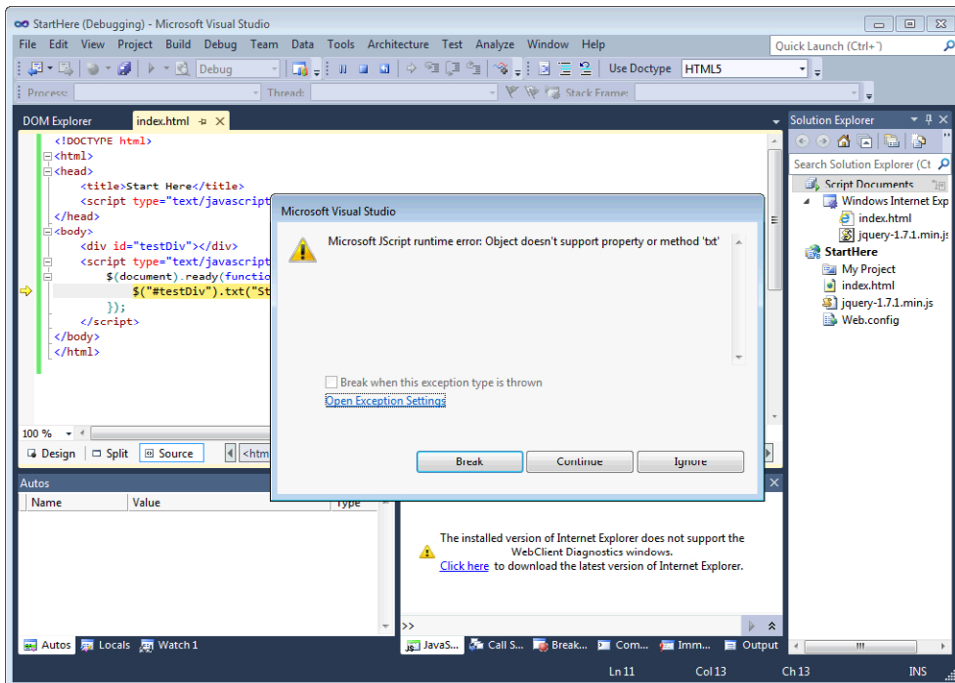 StartHere (Debugging) - Microsoft Visual Studio
File Edit View Project Build Debug Team Data Tools Architecture Test Analyze Window Help
Quick Launch (Ctrl+`)
Debug
Use Doctype HTML5
Process: Thread: Stack Frame:
DOM Explorer index.html
<!DOCTYPE html>
<html>
<head>
<title>Start Here</title>
<script type="text/javascript
</head>
<body>
<div id="testDiv"></div>
<script type="text/javascript
$(document).ready(functio
$("#testDiv").txt("St
});
</script>
</body>
</html>
100 %
Design Split Source <htm
Microsoft Visual Studio
Microsoft JScript runtime error: Object doesn't support property or method 'txt'
Break when this exception type is thrown
Open Exception Settings
Break Continue Ignore
Solution Explorer
Search Solution Explorer (Ct
Script Documents
Windows Internet Exp
index.html
jquery-1.7.1.min.js
StartHere
My Project
index.html
jquery-1.7.1.min.js
Web.config
Autos
Name Value Type
The installed version of Internet Explorer does not support the
WebClient Diagnostics windows.
Click here to download the latest version of Internet Explorer.
>>
Autos Locals Watch 1
JavaS... Call S... Break... Com... Imm... Output
Ln 11 Col 13 Ch 13 INS